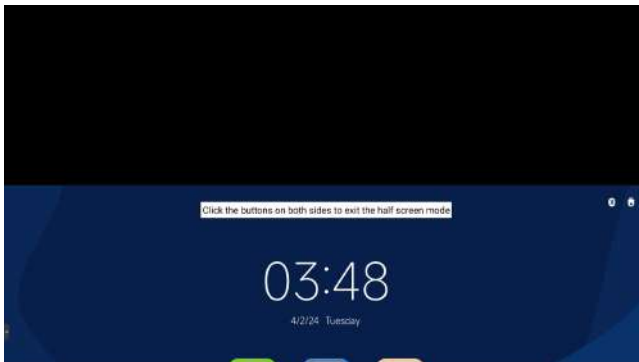 Click the buttons on both sides to exit the half screen mode
03:48
4/2/24 Tuesday